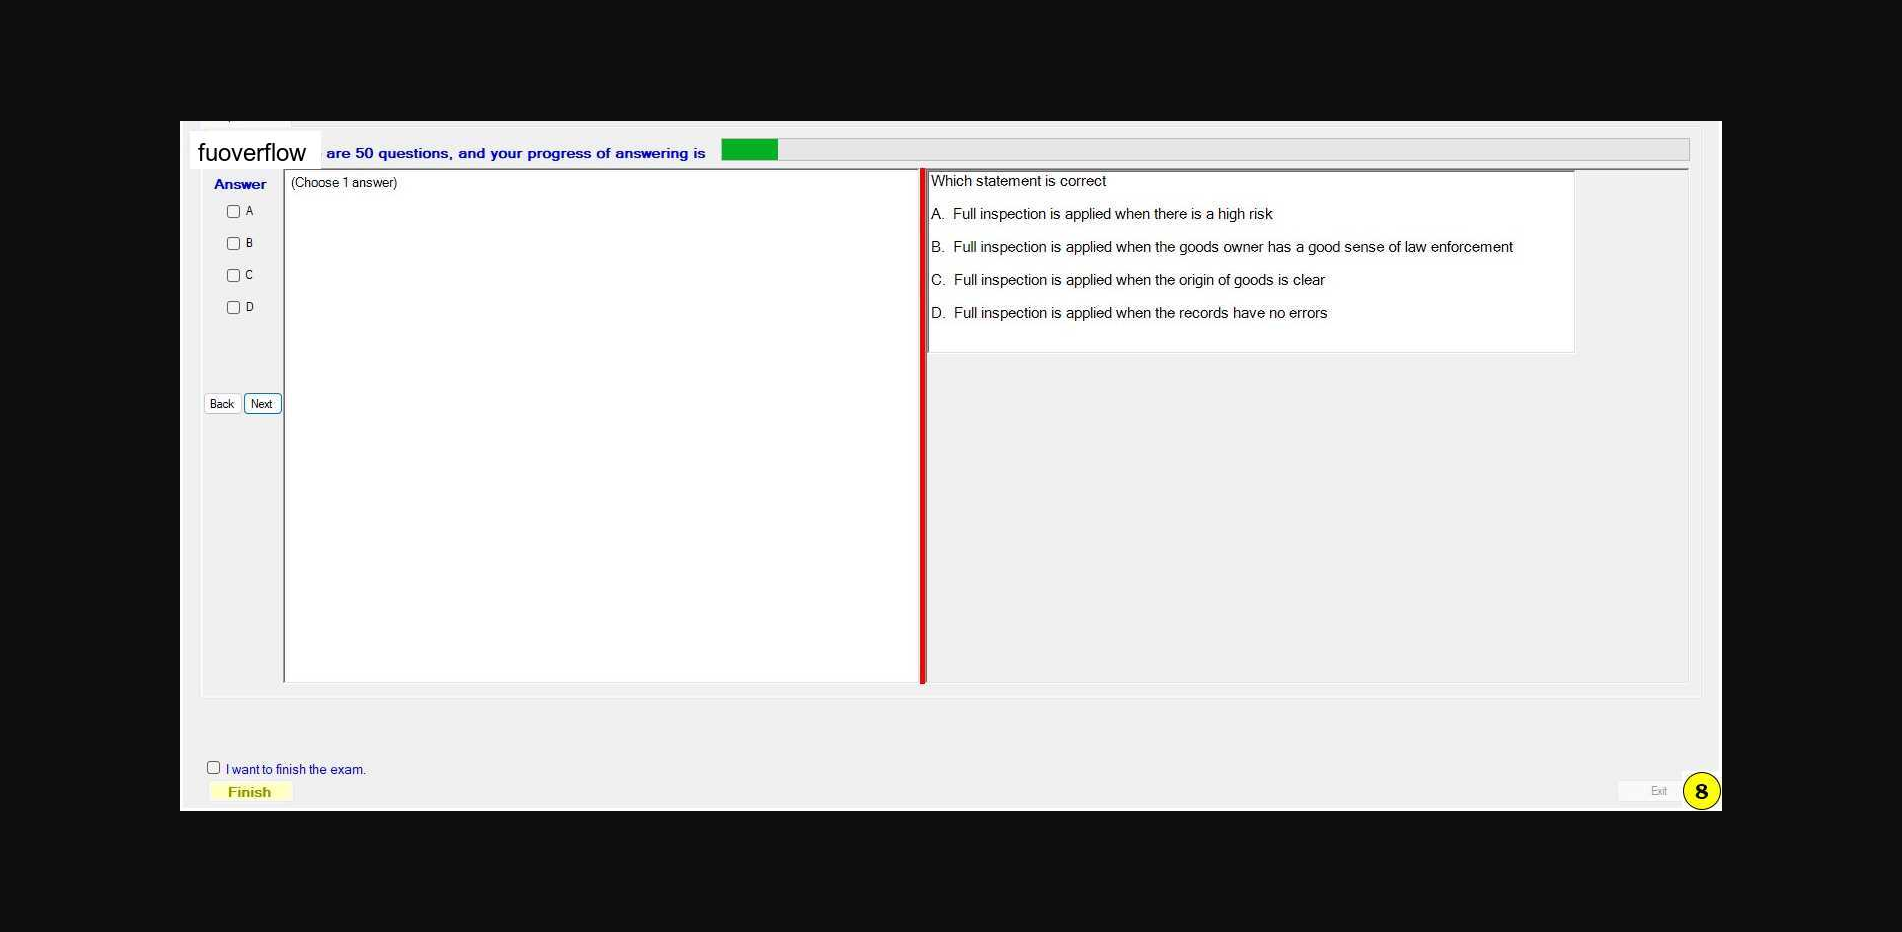 fuoverflow are 50 questions, and your progress of answering is
Answer
A
B
C
D
Back Next
(Choose 1 answer)
Which statement is correct
A. Full inspection is applied when there is a high risk
B. Full inspection is applied when the goods owner has a good sense of law enforcement
C. Full inspection is applied when the origin of goods is clear
D. Full inspection is applied when the records have no errors
I want to finish the exam.
Finish
Exit
8